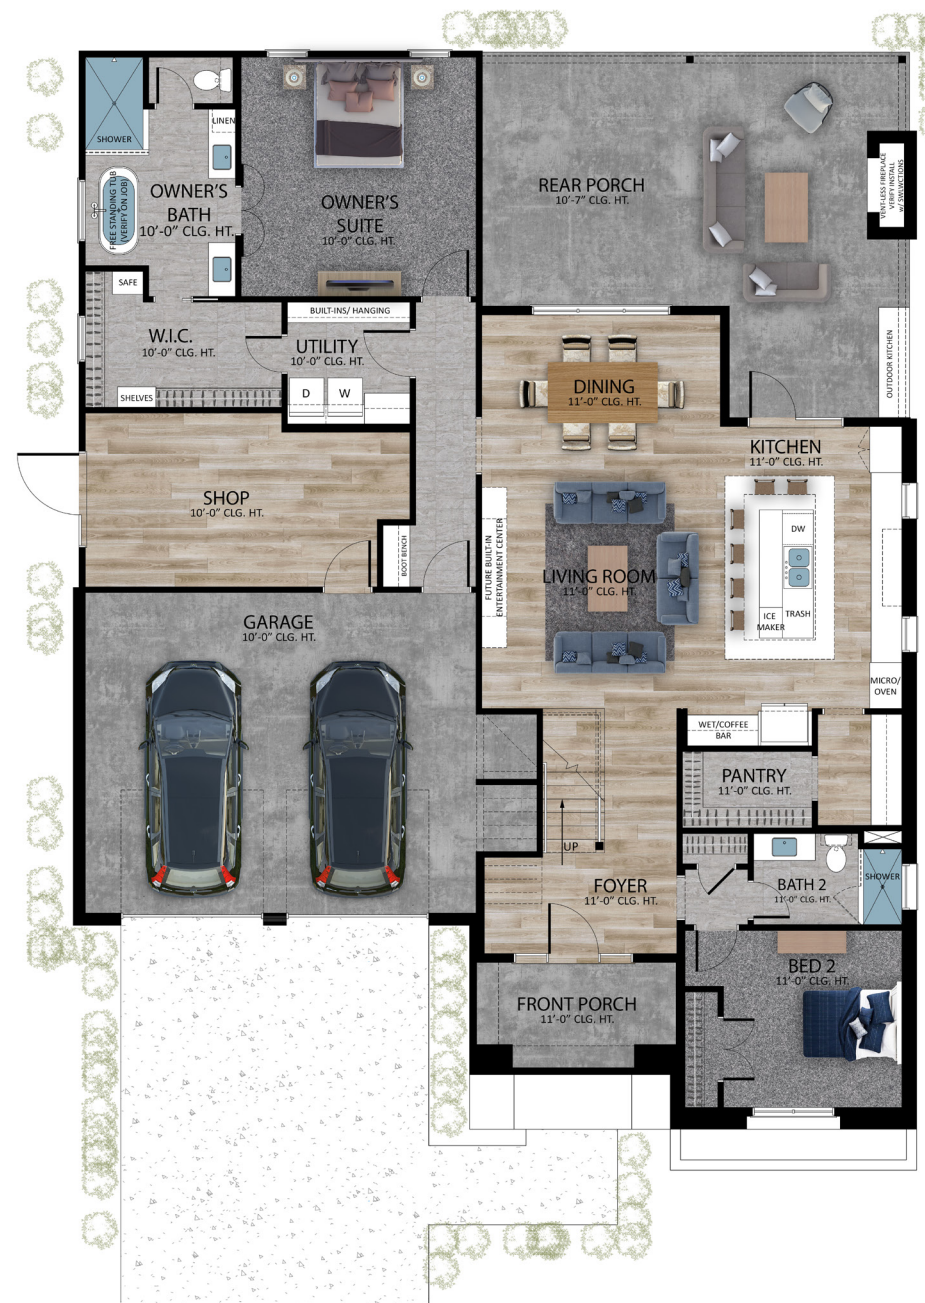 SHOWER
LINEN
FREE STANDING TUB
(VERIFY ON JOB)
OWNER'S
BATH
10'-0" CLG. HT.
OWNER'S
SUITE
10'-0" CLG. HT.
REAR PORCH
10'-7" CLG. HT.
VENT-LESS FIREPLACE
VERIFY INSTALL
w/ SWLWCTIONS
SAFE
W.I.C.
10'-0" CLG. HT.
SHELVES
BUILT-INS/ HANGING
UTILITY
10'-0" CLG. HT.
D
W
OUTDOOR KITCHEN
DINING
11'-0" CLG. HT.
KITCHEN
11'-0" CLG. HT.
SHOP
10'-0" CLG. HT.
BOOT BENCH
FUTURE BUILT-IN
ENTERTAINMENT CENTER
LIVING ROOM
11'-0" CLG. HT.
DW
ICE
MAKER
TRASH
MICRO/
OVEN
GARAGE
10'-0" CLG. HT.
WET/COFFEE
BAR
PANTRY
11'-0" CLG. HT.
UP
FOYER
11'-0" CLG. HT.
BATH 2
11'-0" CLG. HT.
SHOWER
FRONT PORCH
11'-0" CLG. HT.
BED 2
11'-0" CLG. HT.